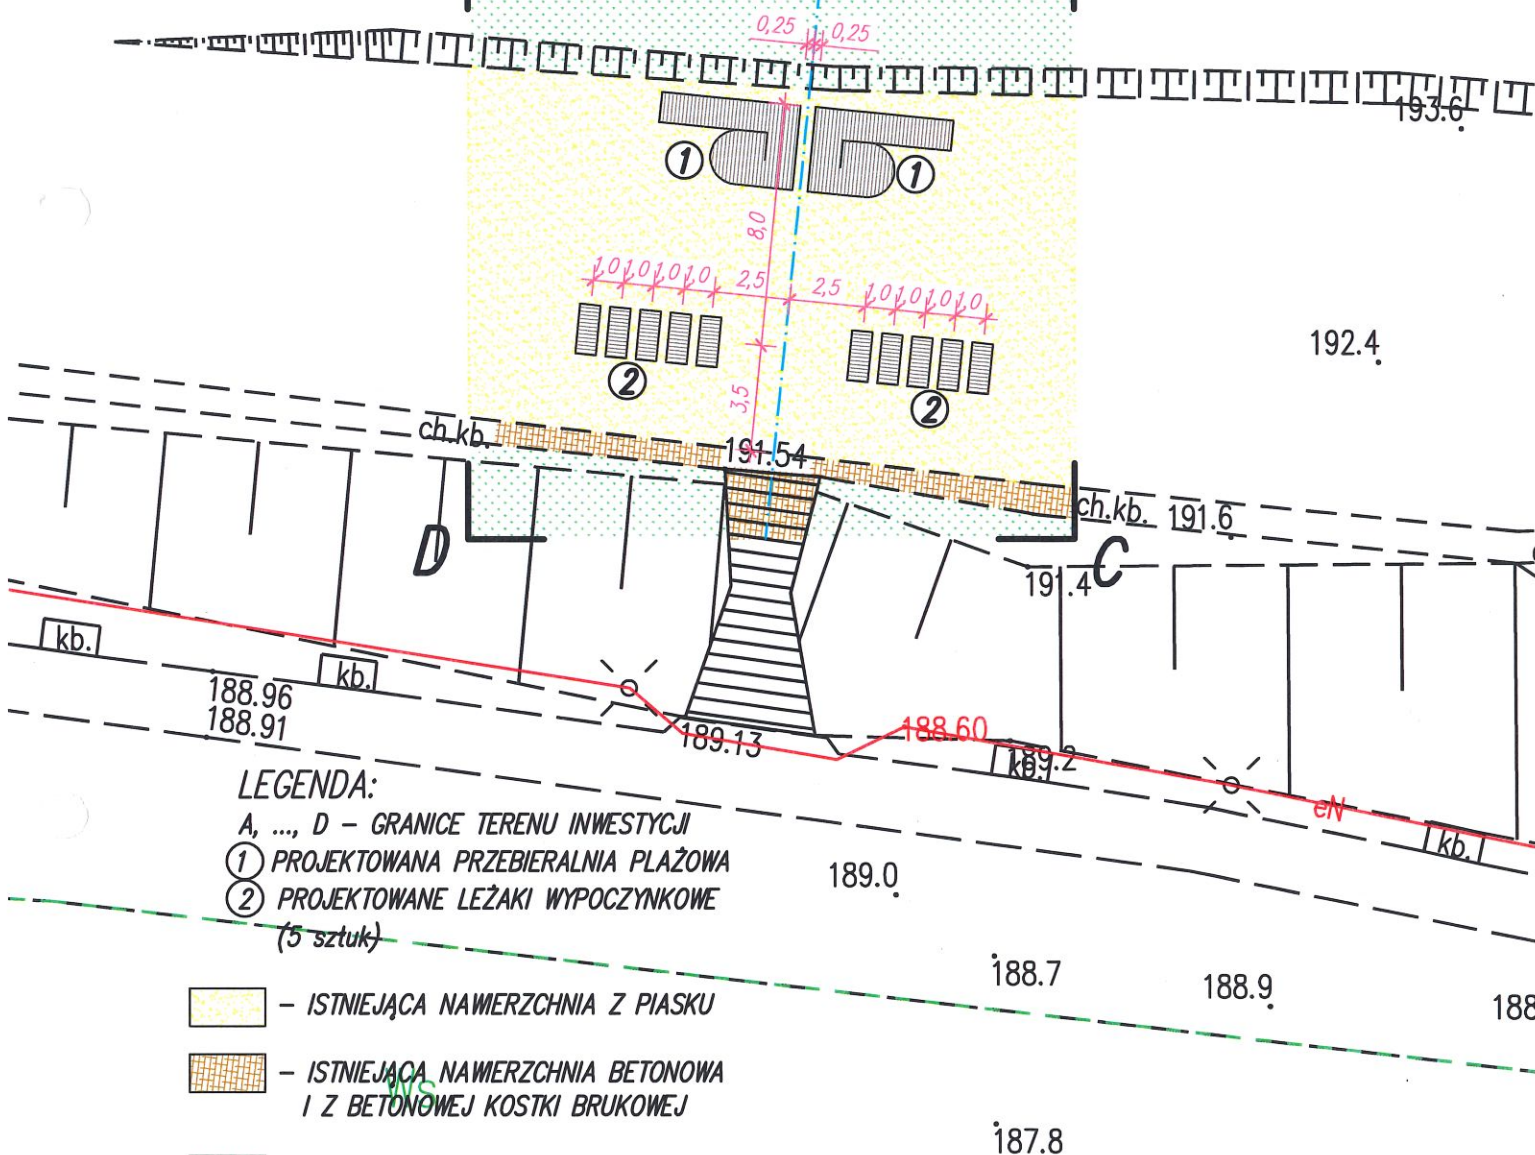 0,25 0,25
193.6
1
1
8,0
1,0 1,0 1,0 1,0 2,5 2,5 1,0 1,0 1,0 1,0
192.4
2
2
3,5
ch.kb.
191.54
ch.kb. 191.6
D
C
191.4
kb.
kb.
188.96
188.91
189.13
188.60
189.2
kb.
eN
kb.
LEGENDA:
A, ..., D – GRANICE TERENU INWESTYCJI
1 PROJEKTOWANA PRZEBIERALNIA PLAŻOWA
2 PROJEKTOWANE LEŻAKI WYPOCZYNKOWE
(5 sztuk)
189.0
188.7
188.9
188
– ISTNIEJĄCA NAWIERZCHNIA Z PIASKU
– ISTNIEJĄCA NAWIERZCHNIA BETONOWA
I Z BETONOWEJ KOSTKI BRUKOWEJ
Ws
187.8